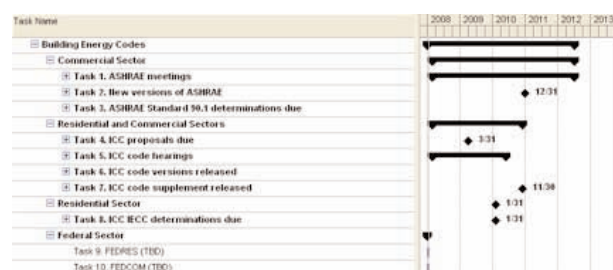 Task Name 2008 2009 2010 2011 2012 2013
Building Energy Codes
Commercial Sector
Task 1. ASHRAE meetings
Task 2. New versions of ASHRAE 12/31
Task 3. ASHRAE Standard 90.1 determinations due
Residential and Commercial Sectors
Task 4. ICC proposals due 3/31
Task 5. ICC code hearings
Task 6. ICC code versions released
Task 7. ICC code supplement released 11/30
Residential Sector 1/31
Task 8. ICC IECC determinations due 1/31
Federal Sector
Task 9. FEDRES (TBD)
Task 10. FEDCOM (TBD)